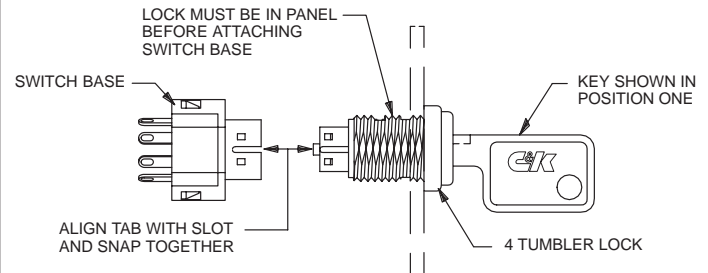 LOCK MUST BE IN PANEL
BEFORE ATTACHING
SWITCH BASE
SWITCH BASE
KEY SHOWN IN
POSITION ONE
C&K
ALIGN TAB WITH SLOT
AND SNAP TOGETHER
4 TUMBLER LOCK